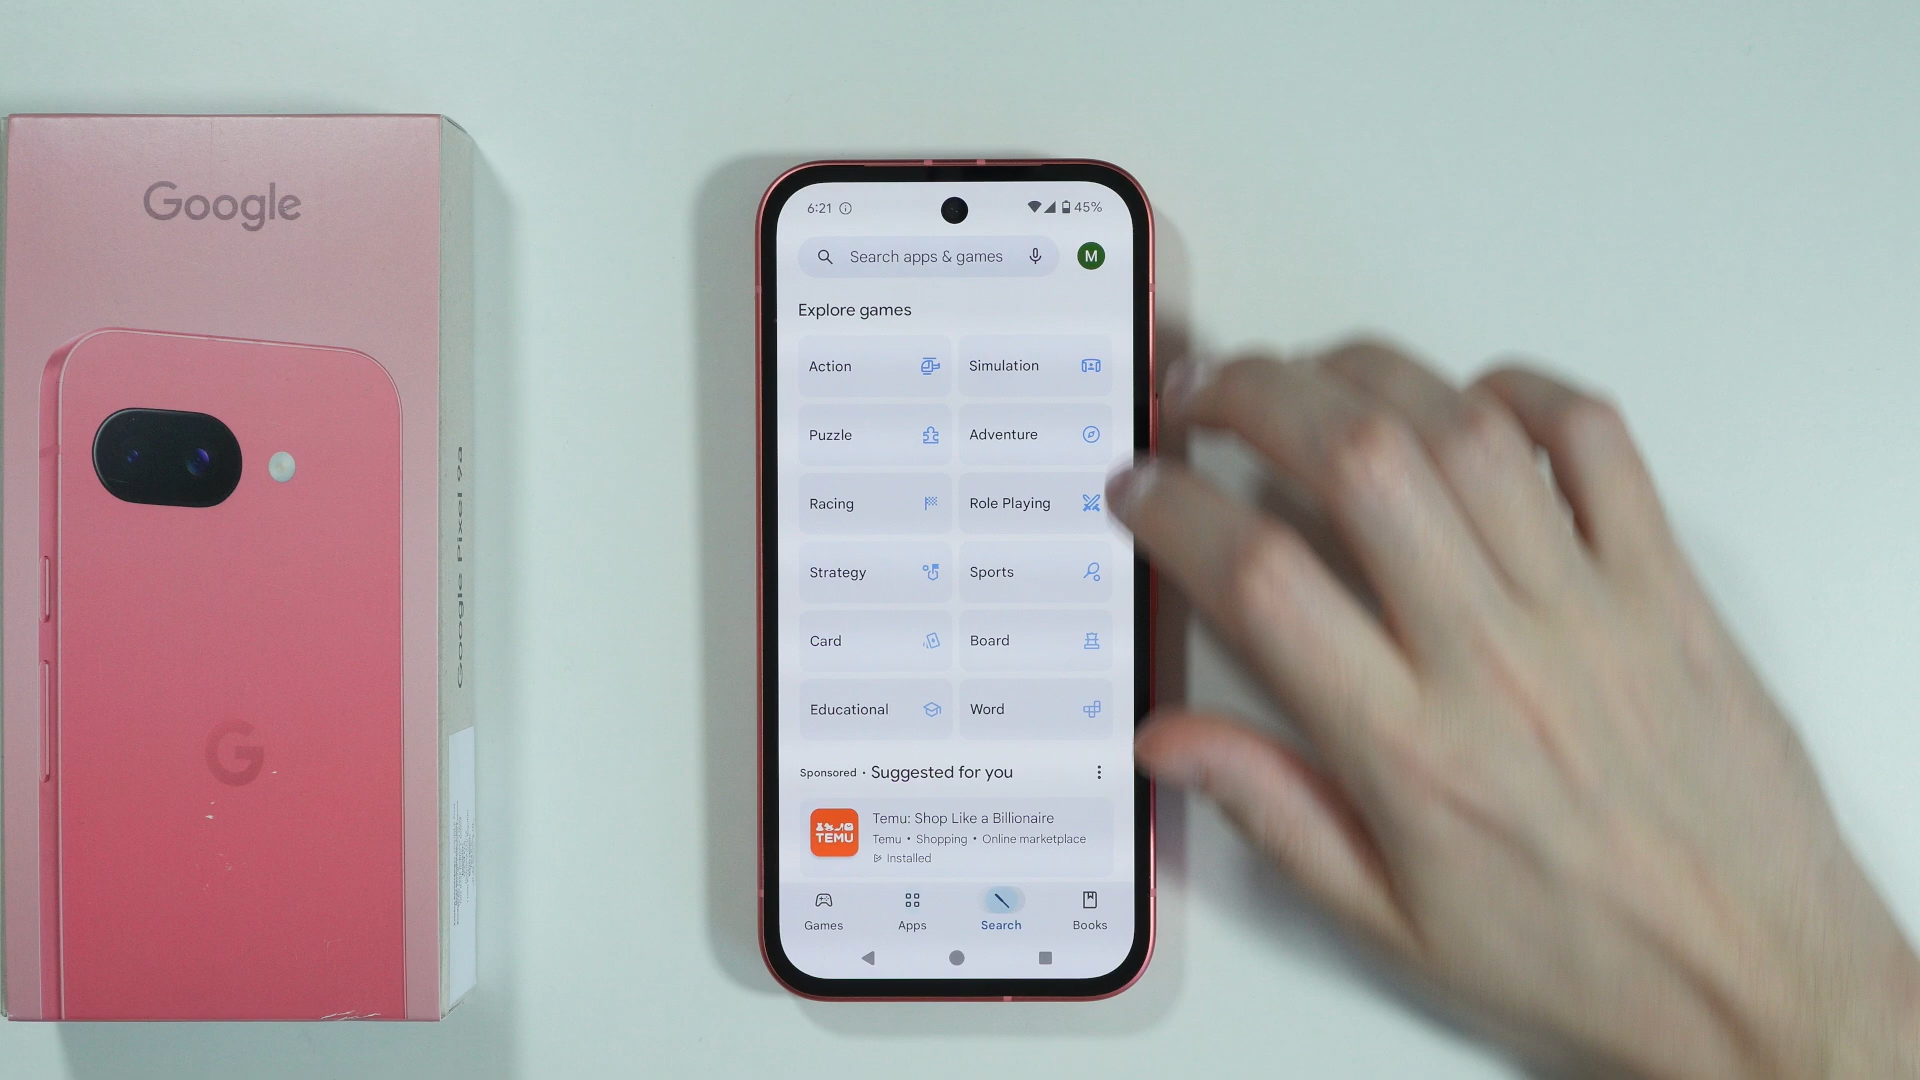 Google
Google Pixel 9a
G
6:21
45%
Search apps & games
M
Explore games
Action
Simulation
Puzzle
Adventure
Racing
Role Playing
Strategy
Sports
Card
Board
Educational
Word
Sponsored • Suggested for you
TEMU
Temu: Shop Like a Billionaire
Temu • Shopping • Online marketplace
Installed
Games
Apps
Search
Books